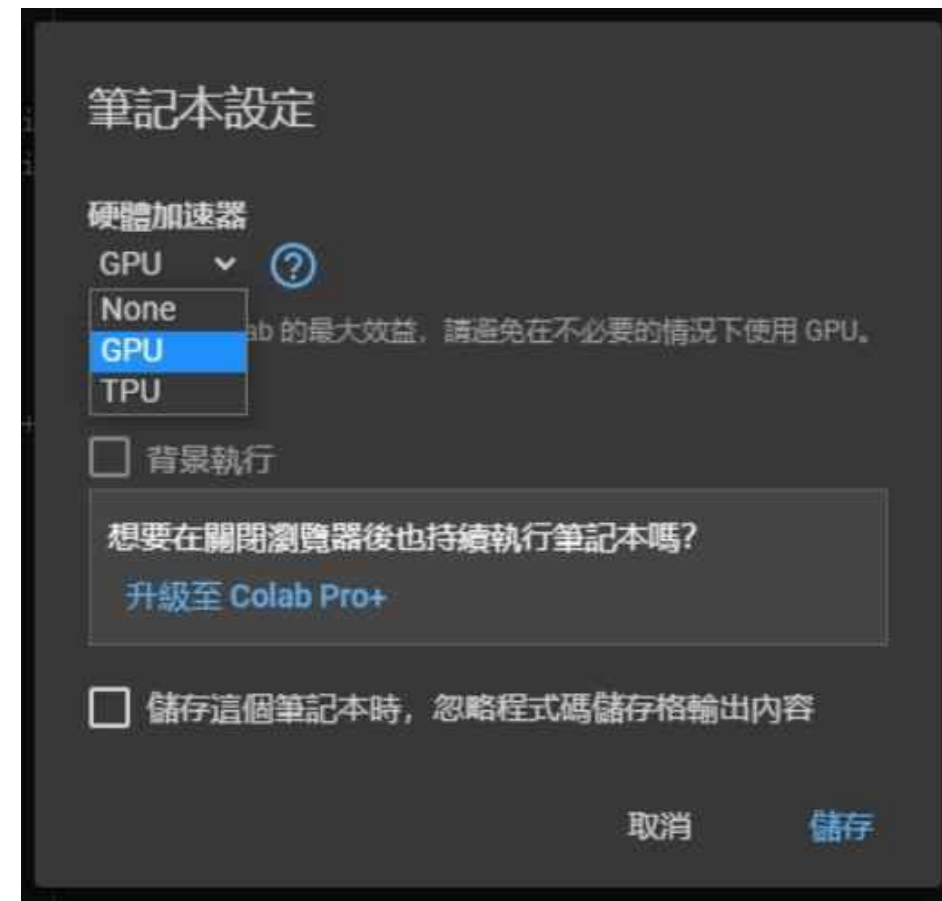 筆記本設定
硬體加速器
GPU
None
GPU
TPU
ab 的最大效益，請避免在不必要的情況下使用 GPU。
背景執行
想要在關閉瀏覽器後也持續執行筆記本嗎?
升級至 Colab Pro+
儲存這個筆記本時，忽略程式碼儲存格輸出內容
取消 儲存